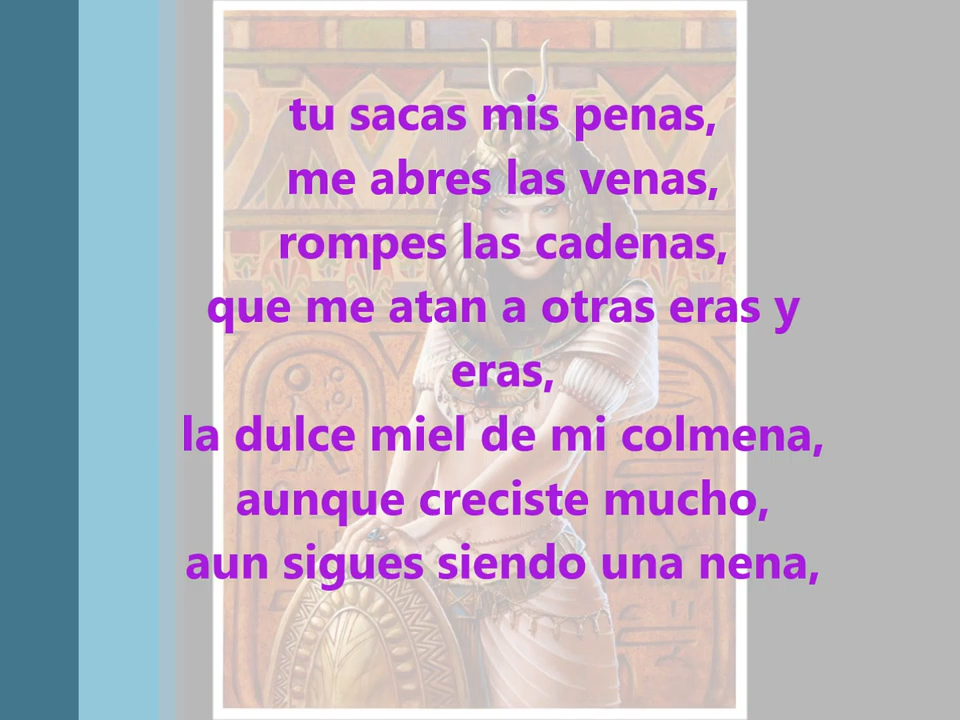 tu sacas mis penas,
me abres las venas,
rompes las cadenas,
que me atan a otras eras y
eras,
la dulce miel de mi colmena,
aunque creciste mucho,
aun sigues siendo una nena,